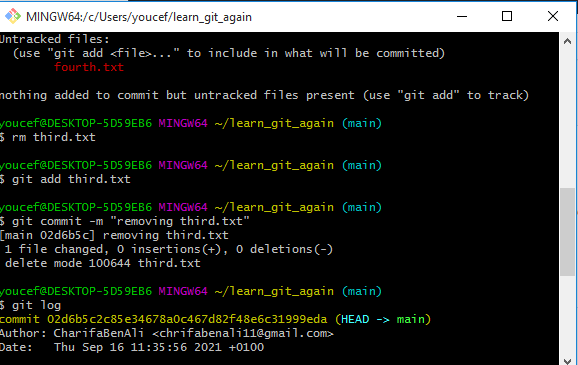 MINGW64:/c/Users/youcef/learn_git_again
Untracked files:
(use "git add <file>..." to include in what will be committed)
fourth.txt
nothing added to commit but untracked files present (use "git add" to track)
youcef@DESKTOP-5D59EB6 MINGW64 ~/learn_git_again (main)
$ rm third.txt
youcef@DESKTOP-5D59EB6 MINGW64 ~/learn_git_again (main)
$ git add third.txt
youcef@DESKTOP-5D59EB6 MINGW64 ~/learn_git_again (main)
$ git commit -m "removing third.txt"
[main 02d6b5c] removing third.txt
1 file changed, 0 insertions(+), 0 deletions(-)
delete mode 100644 third.txt
youcef@DESKTOP-5D59EB6 MINGW64 ~/learn_git_again (main)
$ git log
commit 02d6b5c2c85e34678a0c467d82f48e6c31999eda (HEAD -> main)
Author: CharifaBenAli <chrifabenali11@gmail.com>
Date:   Thu Sep 16 11:35:56 2021 +0100